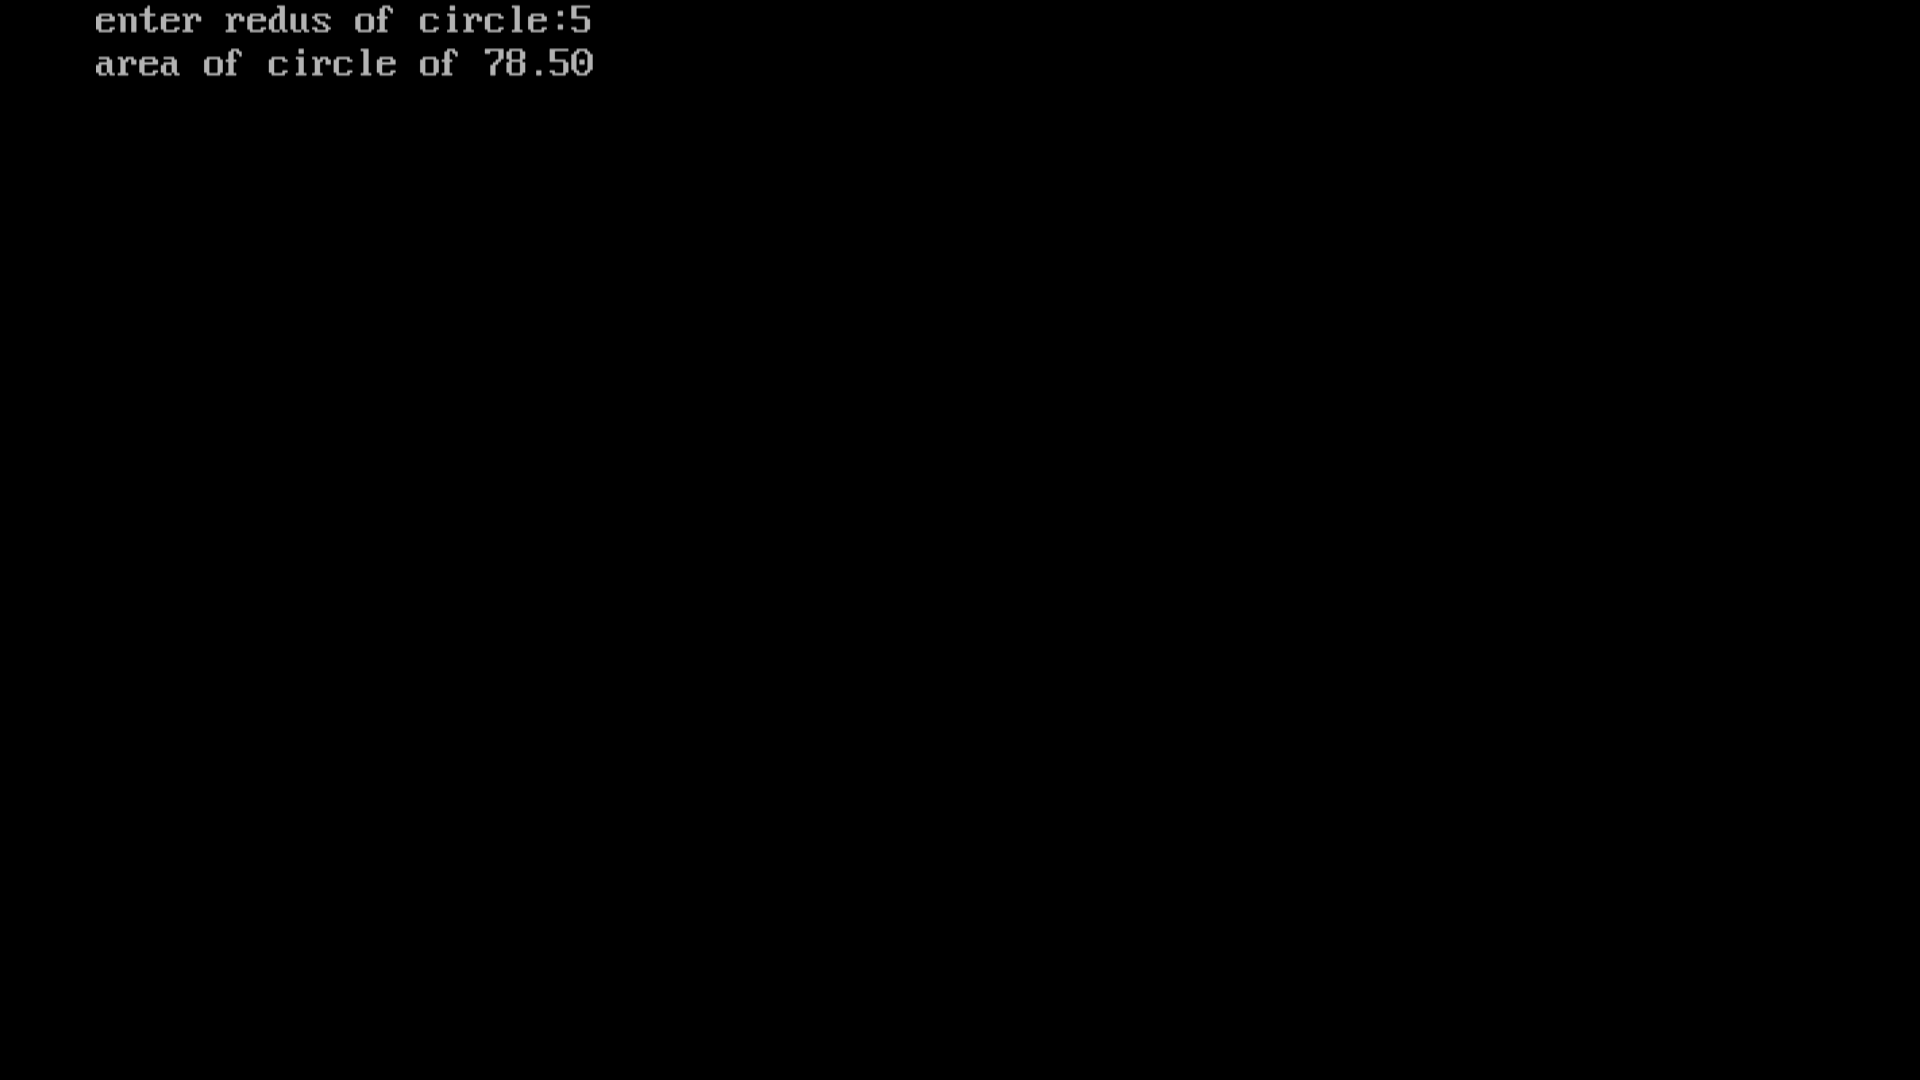 enter redus of circle:5
area of circle of 78.50